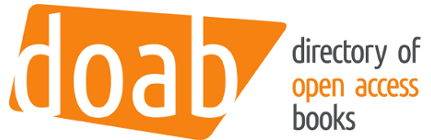 doab
directory of
open access
books